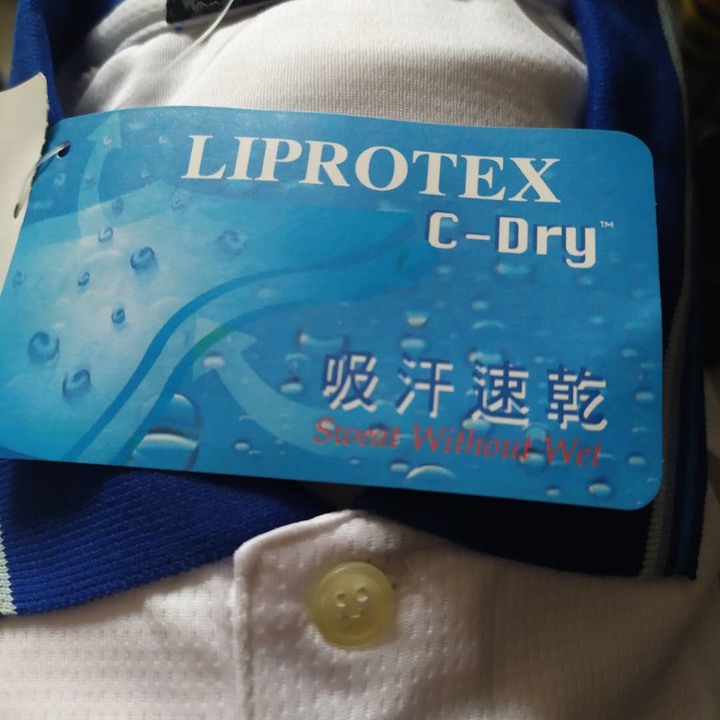 LIPROTEX
C-Dry™
吸汗速乾
Sweat Without Wet